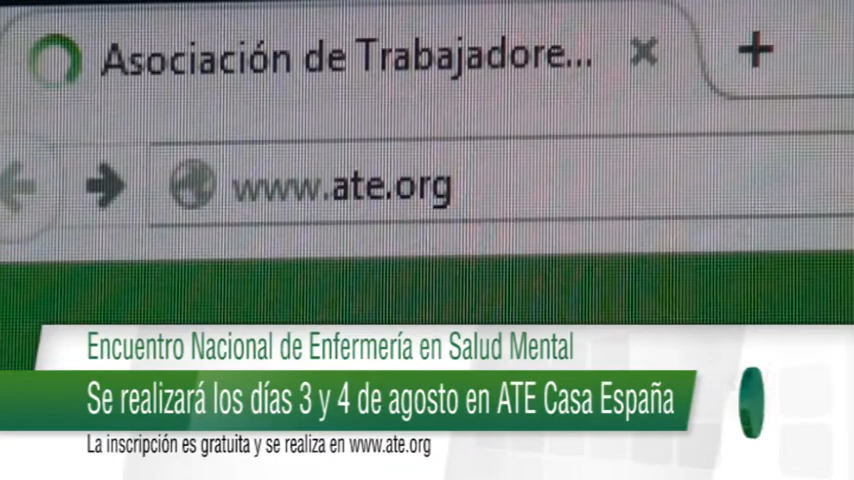 Asociación de Trabajadore...
www.ate.org
Encuentro Nacional de Enfermería en Salud Mental
Se realizará los días 3 y 4 de agosto en ATE Casa España
La inscripción es gratuita y se realiza en www.ate.org